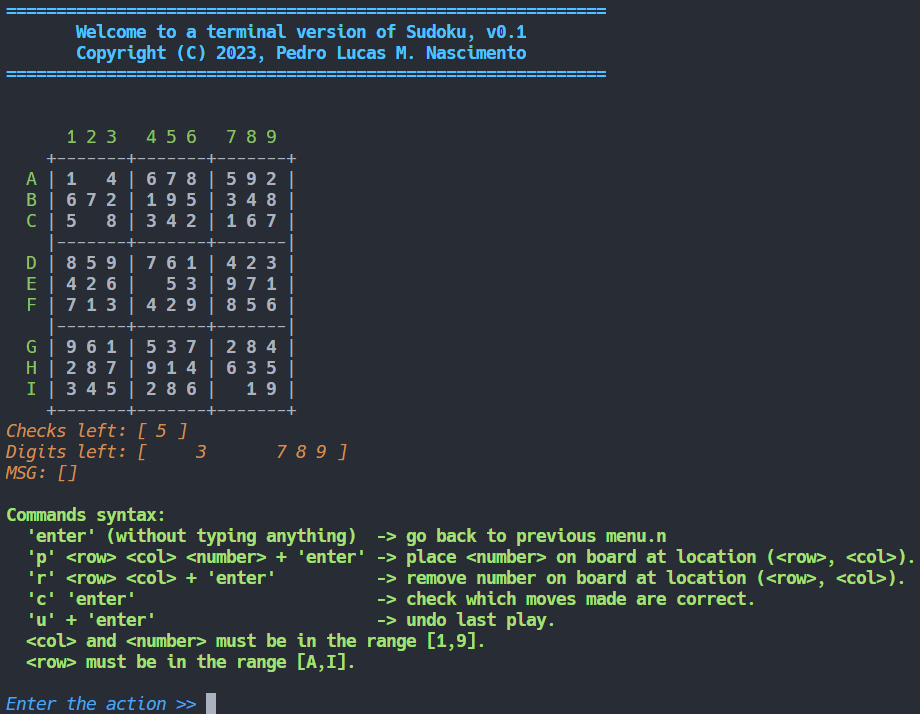 ============================================================
       Welcome to a terminal version of Sudoku, v0.1
       Copyright (C) 2023, Pedro Lucas M. Nascimento
============================================================
      1 2 3   4 5 6   7 8 9
    +-------+-------+-------+
  A | 1   4 | 6 7 8 | 5 9 2 |
  B | 6 7 2 | 1 9 5 | 3 4 8 |
  C | 5   8 | 3 4 2 | 1 6 7 |
    |-------+-------+-------|
  D | 8 5 9 | 7 6 1 | 4 2 3 |
  E | 4 2 6 |   5 3 | 9 7 1 |
  F | 7 1 3 | 4 2 9 | 8 5 6 |
    |-------+-------+-------|
  G | 9 6 1 | 5 3 7 | 2 8 4 |
  H | 2 8 7 | 9 1 4 | 6 3 5 |
  I | 3 4 5 | 2 8 6 |   1 9 |
    +-------+-------+-------+
Checks left: [ 5 ]
Digits left: [     3       7 8 9 ]
MSG: []
Commands syntax:
  'enter' (without typing anything)  -> go back to previous menu.n
  'p' <row> <col> <number> + 'enter' -> place <number> on board at location (<row>, <col>).
  'r' <row> <col> + 'enter'          -> remove number on board at location (<row>, <col>).
  'c' 'enter'                        -> check which moves made are correct.
  'u' + 'enter'                      -> undo last play.
  <col> and <number> must be in the range [1,9].
  <row> must be in the range [A,I].
Enter the action >>